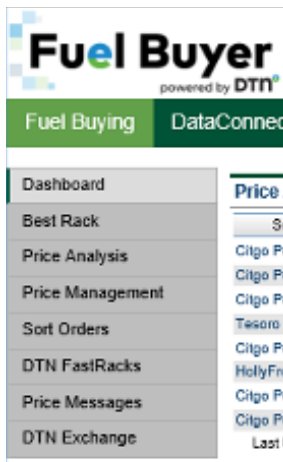 Fuel Buyer
powered by DTN
Fuel Buying DataConnec
Dashboard
Best Rack
Price Analysis
Price Management
Sort Orders
DTN FastRacks
Price Messages
DTN Exchange
Price
S
Citgo P
Citgo P
Citgo P
Tesoro
Citgo P
HollyFr
Citgo P
Citgo P
Last